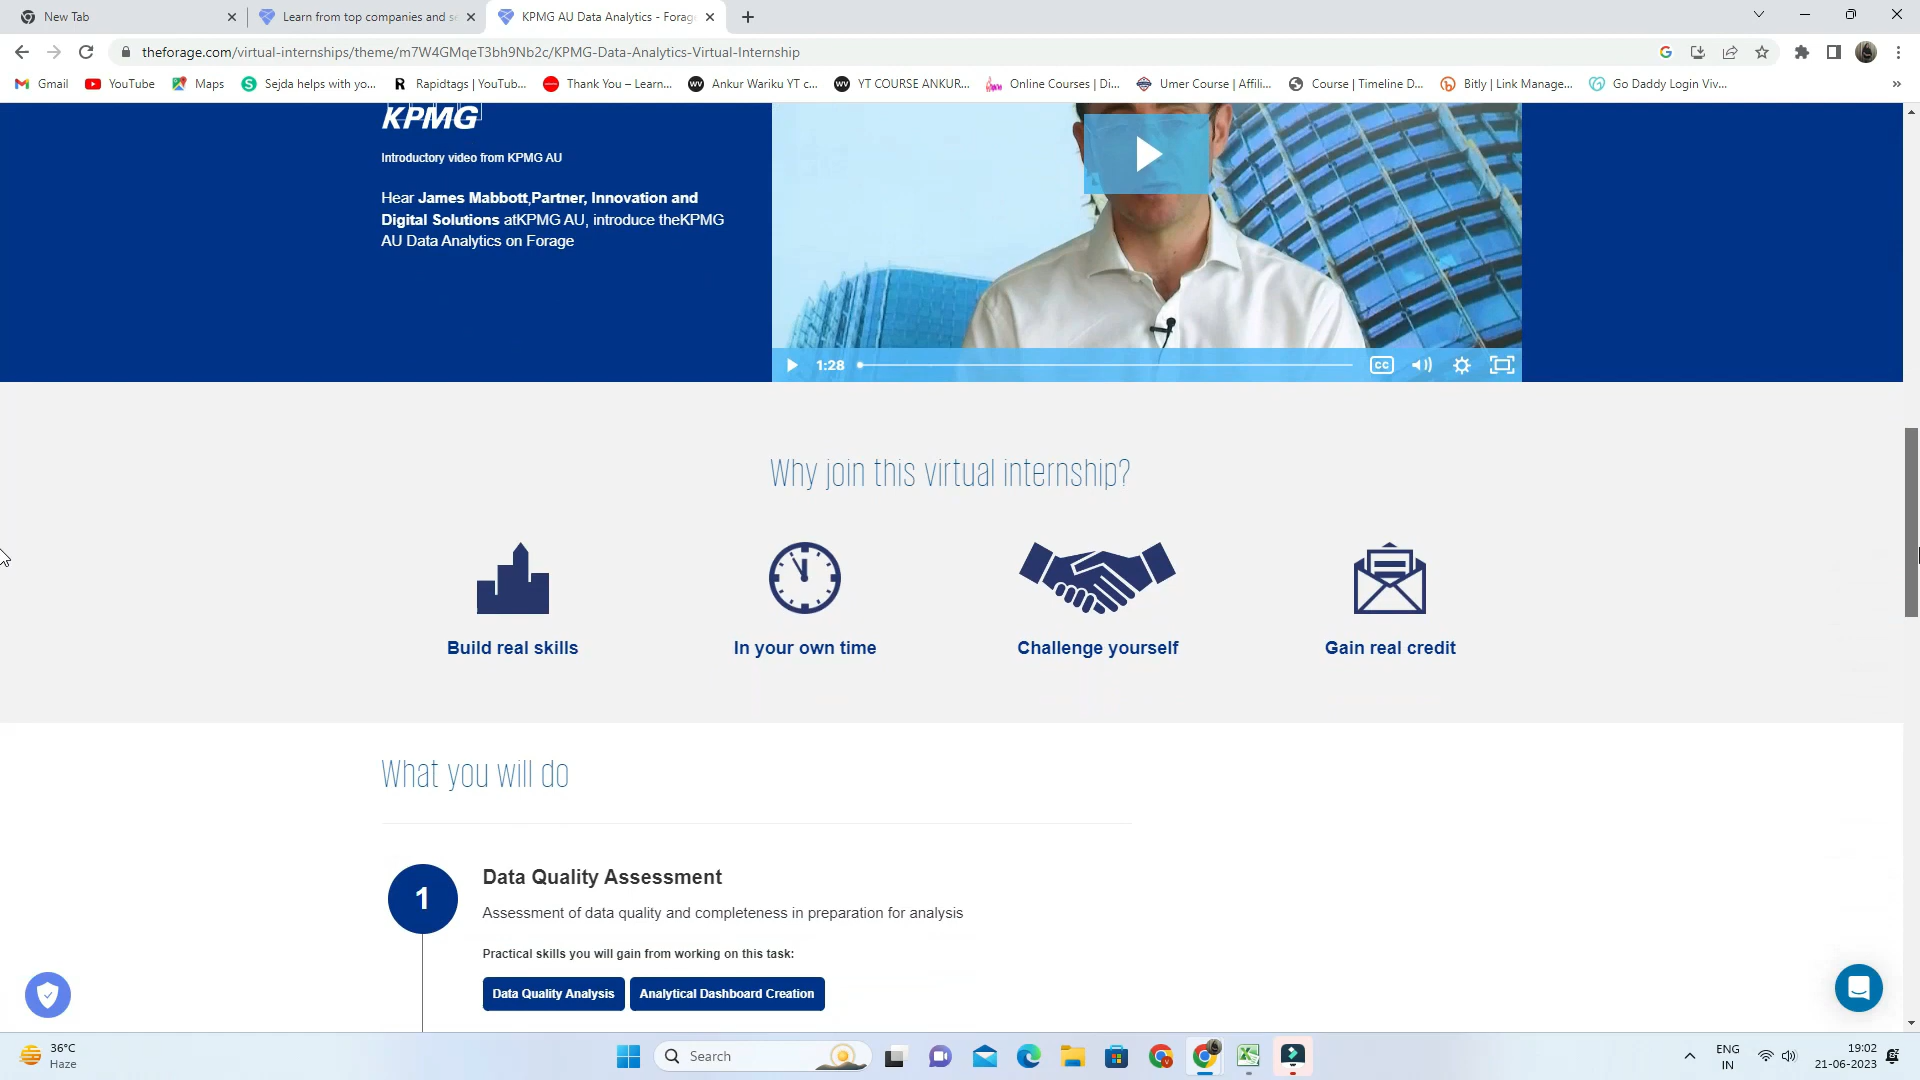 New Tab
Learn from top companies and se
KPMG AU Data Analytics - Forag
theforage.com/virtual-internships/theme/m7W4GMqeT3bh9Nb2c/KPMG-Data-Analytics-Virtual-Internship
Gmail
YouTube
Maps
Sejda helps with yo...
Rapidtags | YouTub...
Thank You – Learn...
Ankur Wariku YT c...
YT COURSE ANKUR...
Online Courses | Di...
Umer Course | Affili...
Course | Timeline D...
Bitly | Link Manage...
Go Daddy Login Viv...
KPMG
Introductory video from KPMG AU
Hear James Mabbott,Partner, Innovation and
Digital Solutions atKPMG AU, introduce theKPMG
AU Data Analytics on Forage
1:28
CC
Why join this virtual internship?
Build real skills
In your own time
Challenge yourself
Gain real credit
What you will do
1
Data Quality Assessment
Assessment of data quality and completeness in preparation for analysis
Practical skills you will gain from working on this task:
Data Quality Analysis
Analytical Dashboard Creation
36°C
Haze
Search
ENG
IN
19:02
21-06-2023